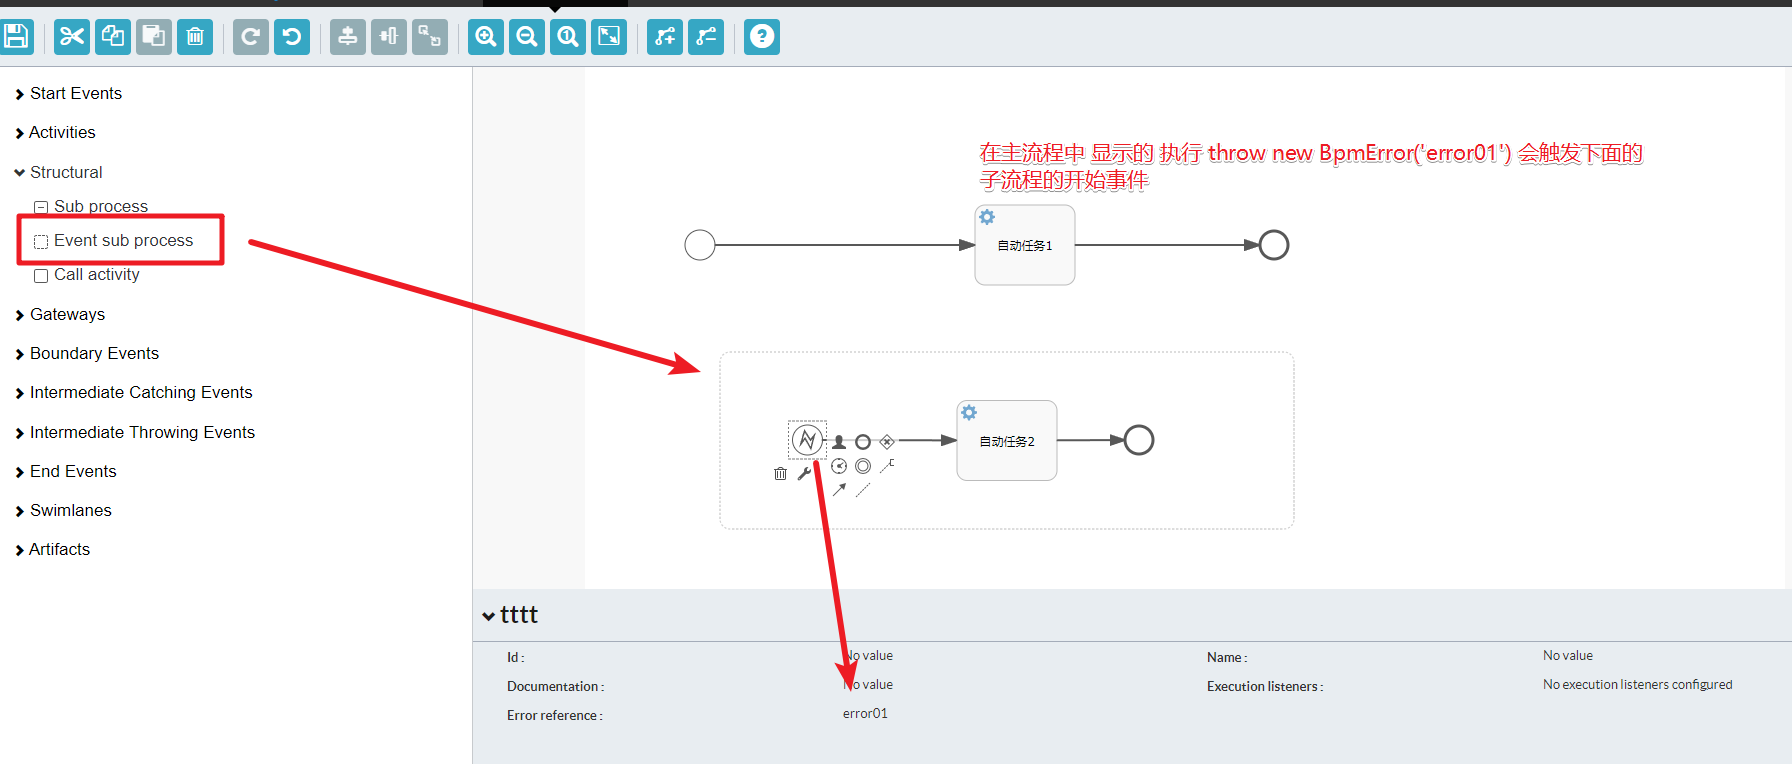 Start Events
Activities
Structural
Sub process
Event sub process
Call activity
Gateways
Boundary Events
Intermediate Catching Events
Intermediate Throwing Events
End Events
Swimlanes
Artifacts
在主流程中 显示的 执行 throw new BpmError('error01') 会触发下面的
子流程的开始事件
自动任务1
自动任务2
tttt
Id : No value
Name : No value
Documentation : No value
Execution listeners : No execution listeners configured
Error reference : error01